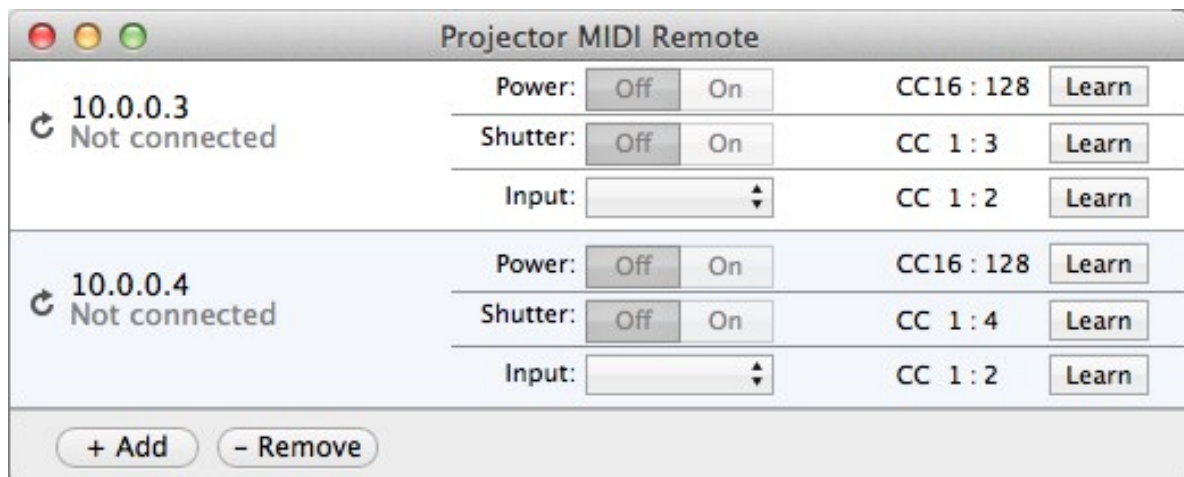 Projector MIDI Remote
10.0.0.3
Not connected
Power: Off On CC16 : 128 Learn
Shutter: Off On CC 1 : 3 Learn
Input: CC 1 : 2 Learn
10.0.0.4
Not connected
Power: Off On CC16 : 128 Learn
Shutter: Off On CC 1 : 4 Learn
Input: CC 1 : 2 Learn
+ Add – Remove